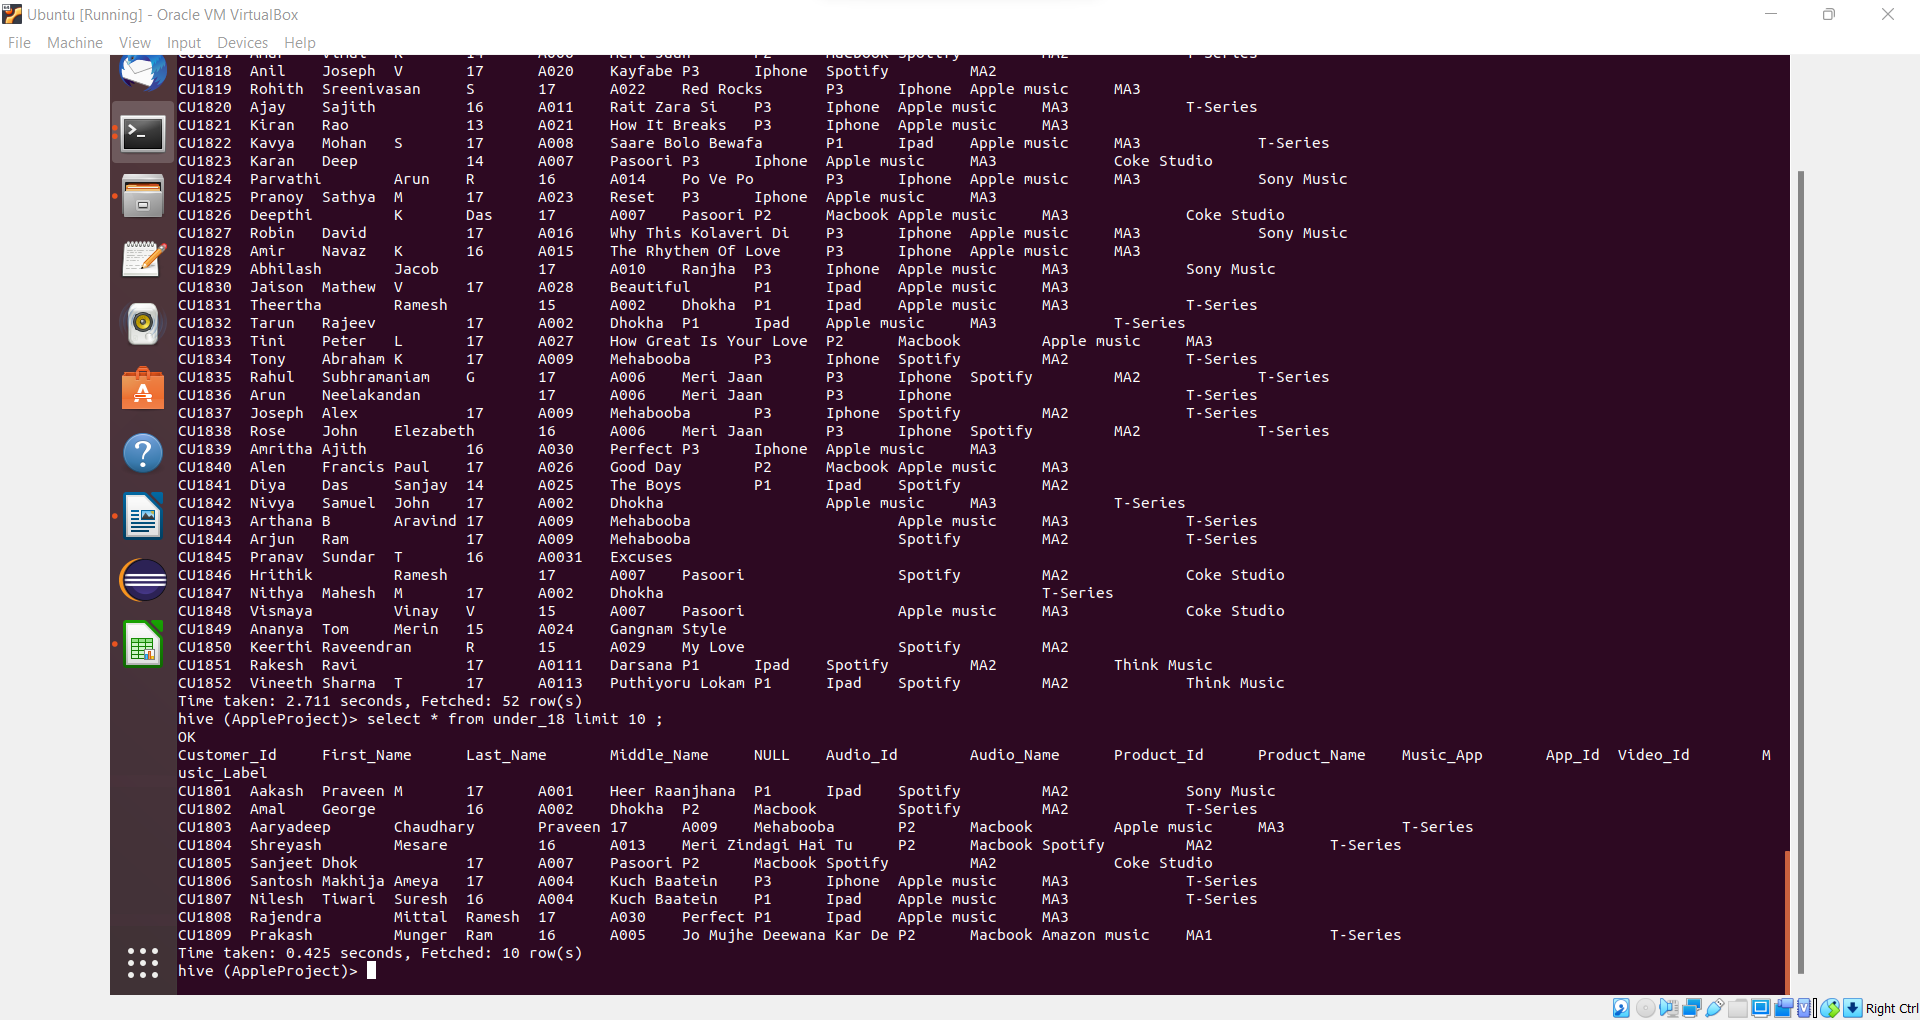 Ubuntu [Running] - Oracle VM VirtualBox
File Machine View Input Devices Help
CU1818 Anil Joseph V 17 A020 Kayfabe P3 Iphone Spotify MA2
CU1819 Rohith Sreenivasan S 17 A022 Red Rocks P3 Iphone Apple music MA3
CU1820 Ajay Sajith 16 A011 Rait Zara Si P3 Iphone Apple music MA3 T-Series
CU1821 Kiran Rao 13 A021 How It Breaks P3 Iphone Apple music MA3
CU1822 Kavya Mohan S 17 A008 Saare Bolo Bewafa P1 Ipad Apple music MA3 T-Series
CU1823 Karan Deep 14 A007 Pasoori P3 Iphone Apple music MA3 Coke Studio
CU1824 Parvathi Arun R 16 A014 Po Ve Po P3 Iphone Apple music MA3 Sony Music
CU1825 Pranoy Sathya M 17 A023 Reset P3 Iphone Apple music MA3
CU1826 Deepthi K Das 17 A007 Pasoori P2 Macbook Apple music MA3 Coke Studio
CU1827 Robin David 17 A016 Why This Kolaveri Di P3 Iphone Apple music MA3 Sony Music
CU1828 Amir Navaz K 16 A015 The Rhythem Of Love P3 Iphone Apple music MA3
CU1829 Abhilash Jacob 17 A010 Ranjha P3 Iphone Apple music MA3 Sony Music
CU1830 Jaison Mathew V 17 A028 Beautiful P1 Ipad Apple music MA3
CU1831 Theertha Ramesh 15 A002 Dhokha P1 Ipad Apple music MA3 T-Series
CU1832 Tarun Rajeev 17 A002 Dhokha P1 Ipad Apple music MA3 T-Series
CU1833 Tini Peter L 17 A027 How Great Is Your Love P2 Macbook Apple music MA3
CU1834 Tony Abraham K 17 A009 Mehabooba P3 Iphone Spotify MA2 T-Series
CU1835 Rahul Subhramaniam G 17 A006 Meri Jaan P3 Iphone Spotify MA2 T-Series
CU1836 Arun Neelakandan 17 A006 Meri Jaan P3 Iphone T-Series
CU1837 Joseph Alex 17 A009 Mehabooba P3 Iphone Spotify MA2 T-Series
CU1838 Rose John Elezabeth 16 A006 Meri Jaan P3 Iphone Spotify MA2 T-Series
CU1839 Amritha Ajith 16 A030 Perfect P3 Iphone Apple music MA3
CU1840 Alen Francis Paul 17 A026 Good Day P2 Macbook Apple music MA3
CU1841 Diya Das Sanjay 14 A025 The Boys P1 Ipad Spotify MA2
CU1842 Nivya Samuel John 17 A002 Dhokha Apple music MA3 T-Series
CU1843 Arthana B Aravind 17 A009 Mehabooba Apple music MA3 T-Series
CU1844 Arjun Ram 17 A009 Mehabooba Spotify MA2 T-Series
CU1845 Pranav Sundar T 16 A0031 Excuses
CU1846 Hrithik Ramesh 17 A007 Pasoori Spotify MA2 Coke Studio
CU1847 Nithya Mahesh M 17 A002 Dhokha T-Series
CU1848 Vismaya Vinay V 15 A007 Pasoori Apple music MA3 Coke Studio
CU1849 Ananya Tom Merin 15 A024 Gangnam Style
CU1850 Keerthi Raveendran R 15 A029 My Love Spotify MA2
CU1851 Rakesh Ravi 17 A0111 Darsana P1 Ipad Spotify MA2 Think Music
CU1852 Vineeth Sharma T 17 A0113 Puthiyoru Lokam P1 Ipad Spotify MA2 Think Music
Time taken: 2.711 seconds, Fetched: 52 row(s)
hive (AppleProject)> select * from under_18 limit 10 ;
OK
Customer_Id First_Name Last_Name Middle_Name NULL Audio_Id Audio_Name Product_Id Product_Name Music_App App_Id Video_Id M
usic_Label
CU1801 Aakash Praveen M 17 A001 Heer Raanjhana P1 Ipad Spotify MA2 Sony Music
CU1802 Amal George 16 A002 Dhokha P2 Macbook Spotify MA2 T-Series
CU1803 Aaryadeep Chaudhary Praveen 17 A009 Mehabooba P2 Macbook Apple music MA3 T-Series
CU1804 Shreyash Mesare 16 A013 Meri Zindagi Hai Tu P2 Macbook Spotify MA2 T-Series
CU1805 Sanjeet Dhok 17 A007 Pasoori P2 Macbook Spotify MA2 Coke Studio
CU1806 Santosh Makhija Ameya 17 A004 Kuch Baatein P3 Iphone Apple music MA3 T-Series
CU1807 Nilesh Tiwari Suresh 16 A004 Kuch Baatein P1 Ipad Apple music MA3 T-Series
CU1808 Rajendra Mittal Ramesh 17 A030 Perfect P1 Ipad Apple music MA3
CU1809 Prakash Munger Ram 16 A005 Jo Mujhe Deewana Kar De P2 Macbook Amazon music MA1 T-Series
Time taken: 0.425 seconds, Fetched: 10 row(s)
hive (AppleProject)>
Right Ctrl